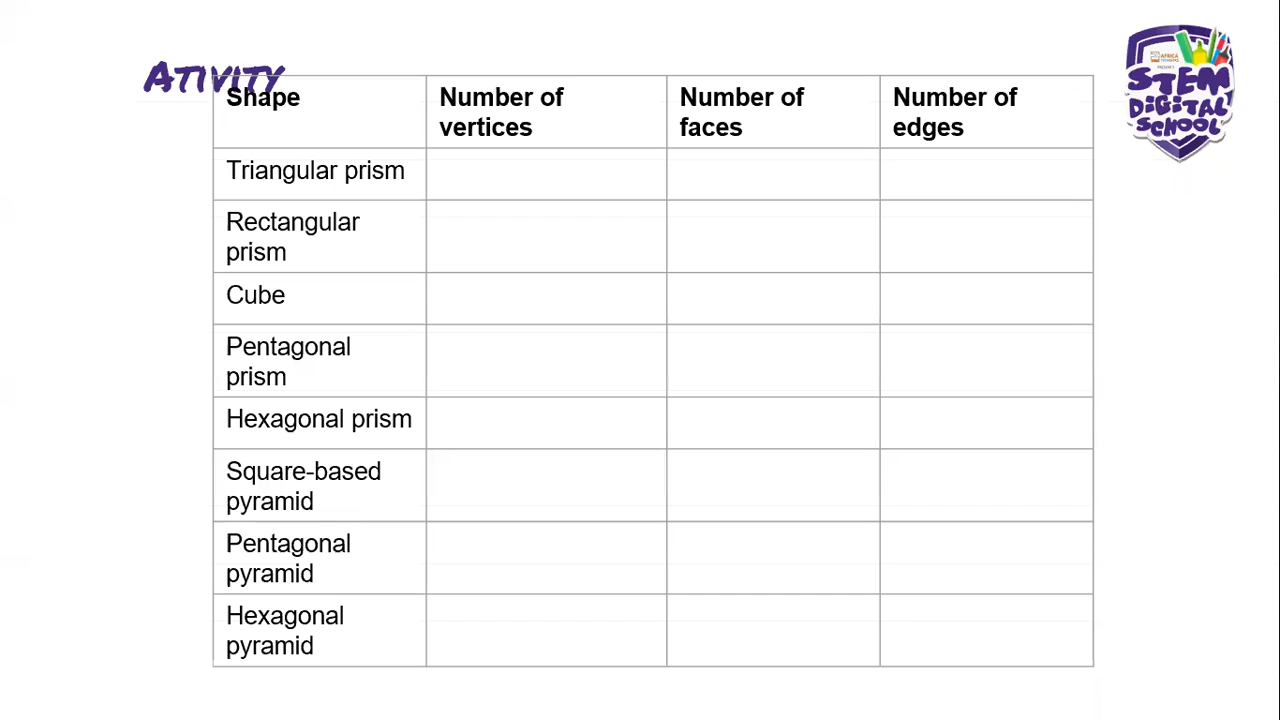 Ativity
Shape
Number of
vertices
Number of
faces
Number of
edges
Triangular prism
Rectangular
prism
Cube
Pentagonal
prism
Hexagonal prism
Square-based
pyramid
Pentagonal
pyramid
Hexagonal
pyramid
STEM
DiGiTAL
SCHOOL